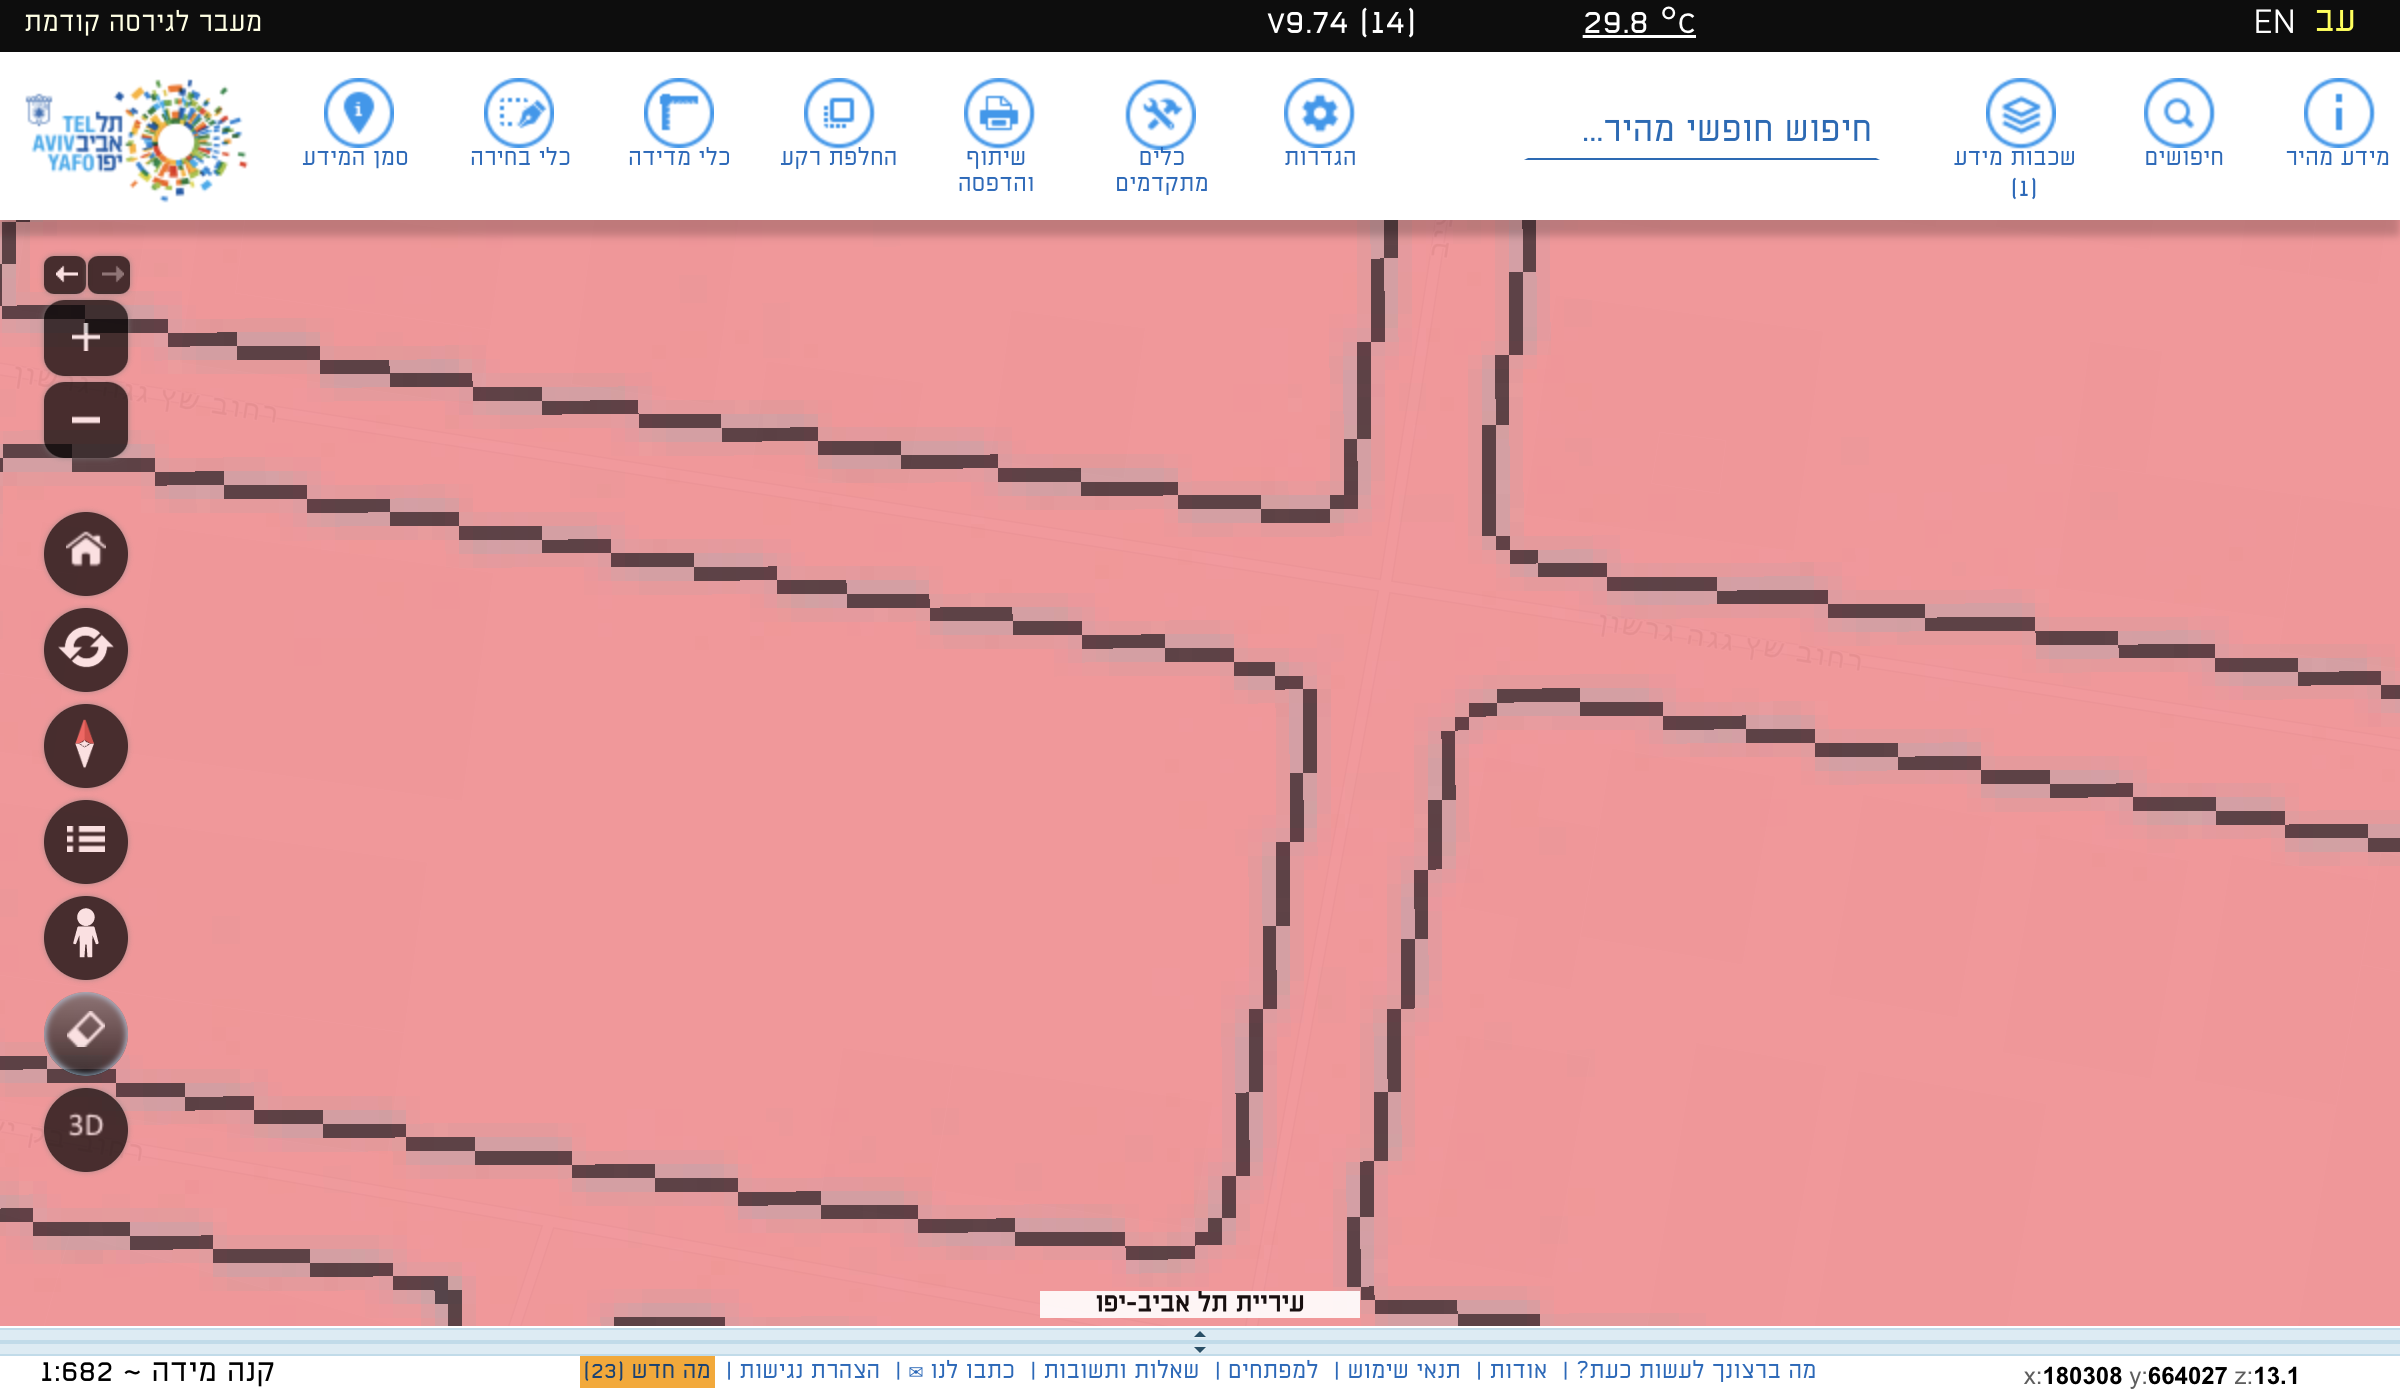 עב EN
29.8 °C
V9.74 (14)
מעבר לגירסה קודמת
מידע מהיר
חיפושים
שכבות מידע
(1)
חיפוש חופשי מהיר...
הגדרות
כלים
מתקדמים
שיתוף
והדפסה
החלפת רקע
כלי מדידה
כלי בחירה
סמן המידע
תל TEL
אביב AVIV
יפו YAFO
רחוב שץ גגה גרשון
רחוב שץ גגה גרשון
3D
עיריית תל אביב-יפו
מה ברצונך לעשות כעת? | אודות | תנאי שימוש | למפתחים | שאלות ותשובות | כתבו לנו ✉ | הצהרת נגישות | מה חדש (23)
קנה מידה ~ 1:682
x:180308 y:664027 z:13.1